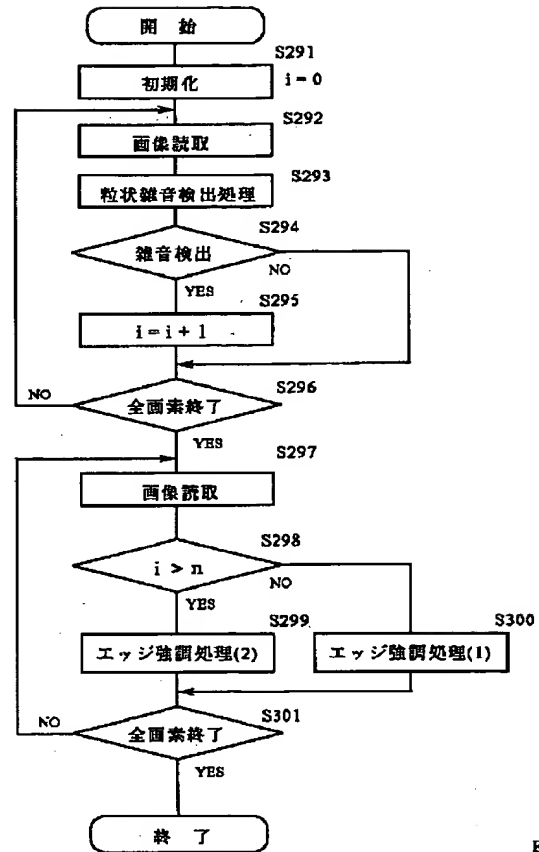 開 始
S291
初期化
i = 0
S292
画像読取
S293
粒状雑音検出処理
S294
雑音検出
NO
YES
S295
i = i + 1
S296
全画素終了
NO
YES
S297
画像読取
S298
i > n
NO
YES
S299
エッジ強調処理(2)
S300
エッジ強調処理(1)
S301
全画素終了
NO
YES
終 了